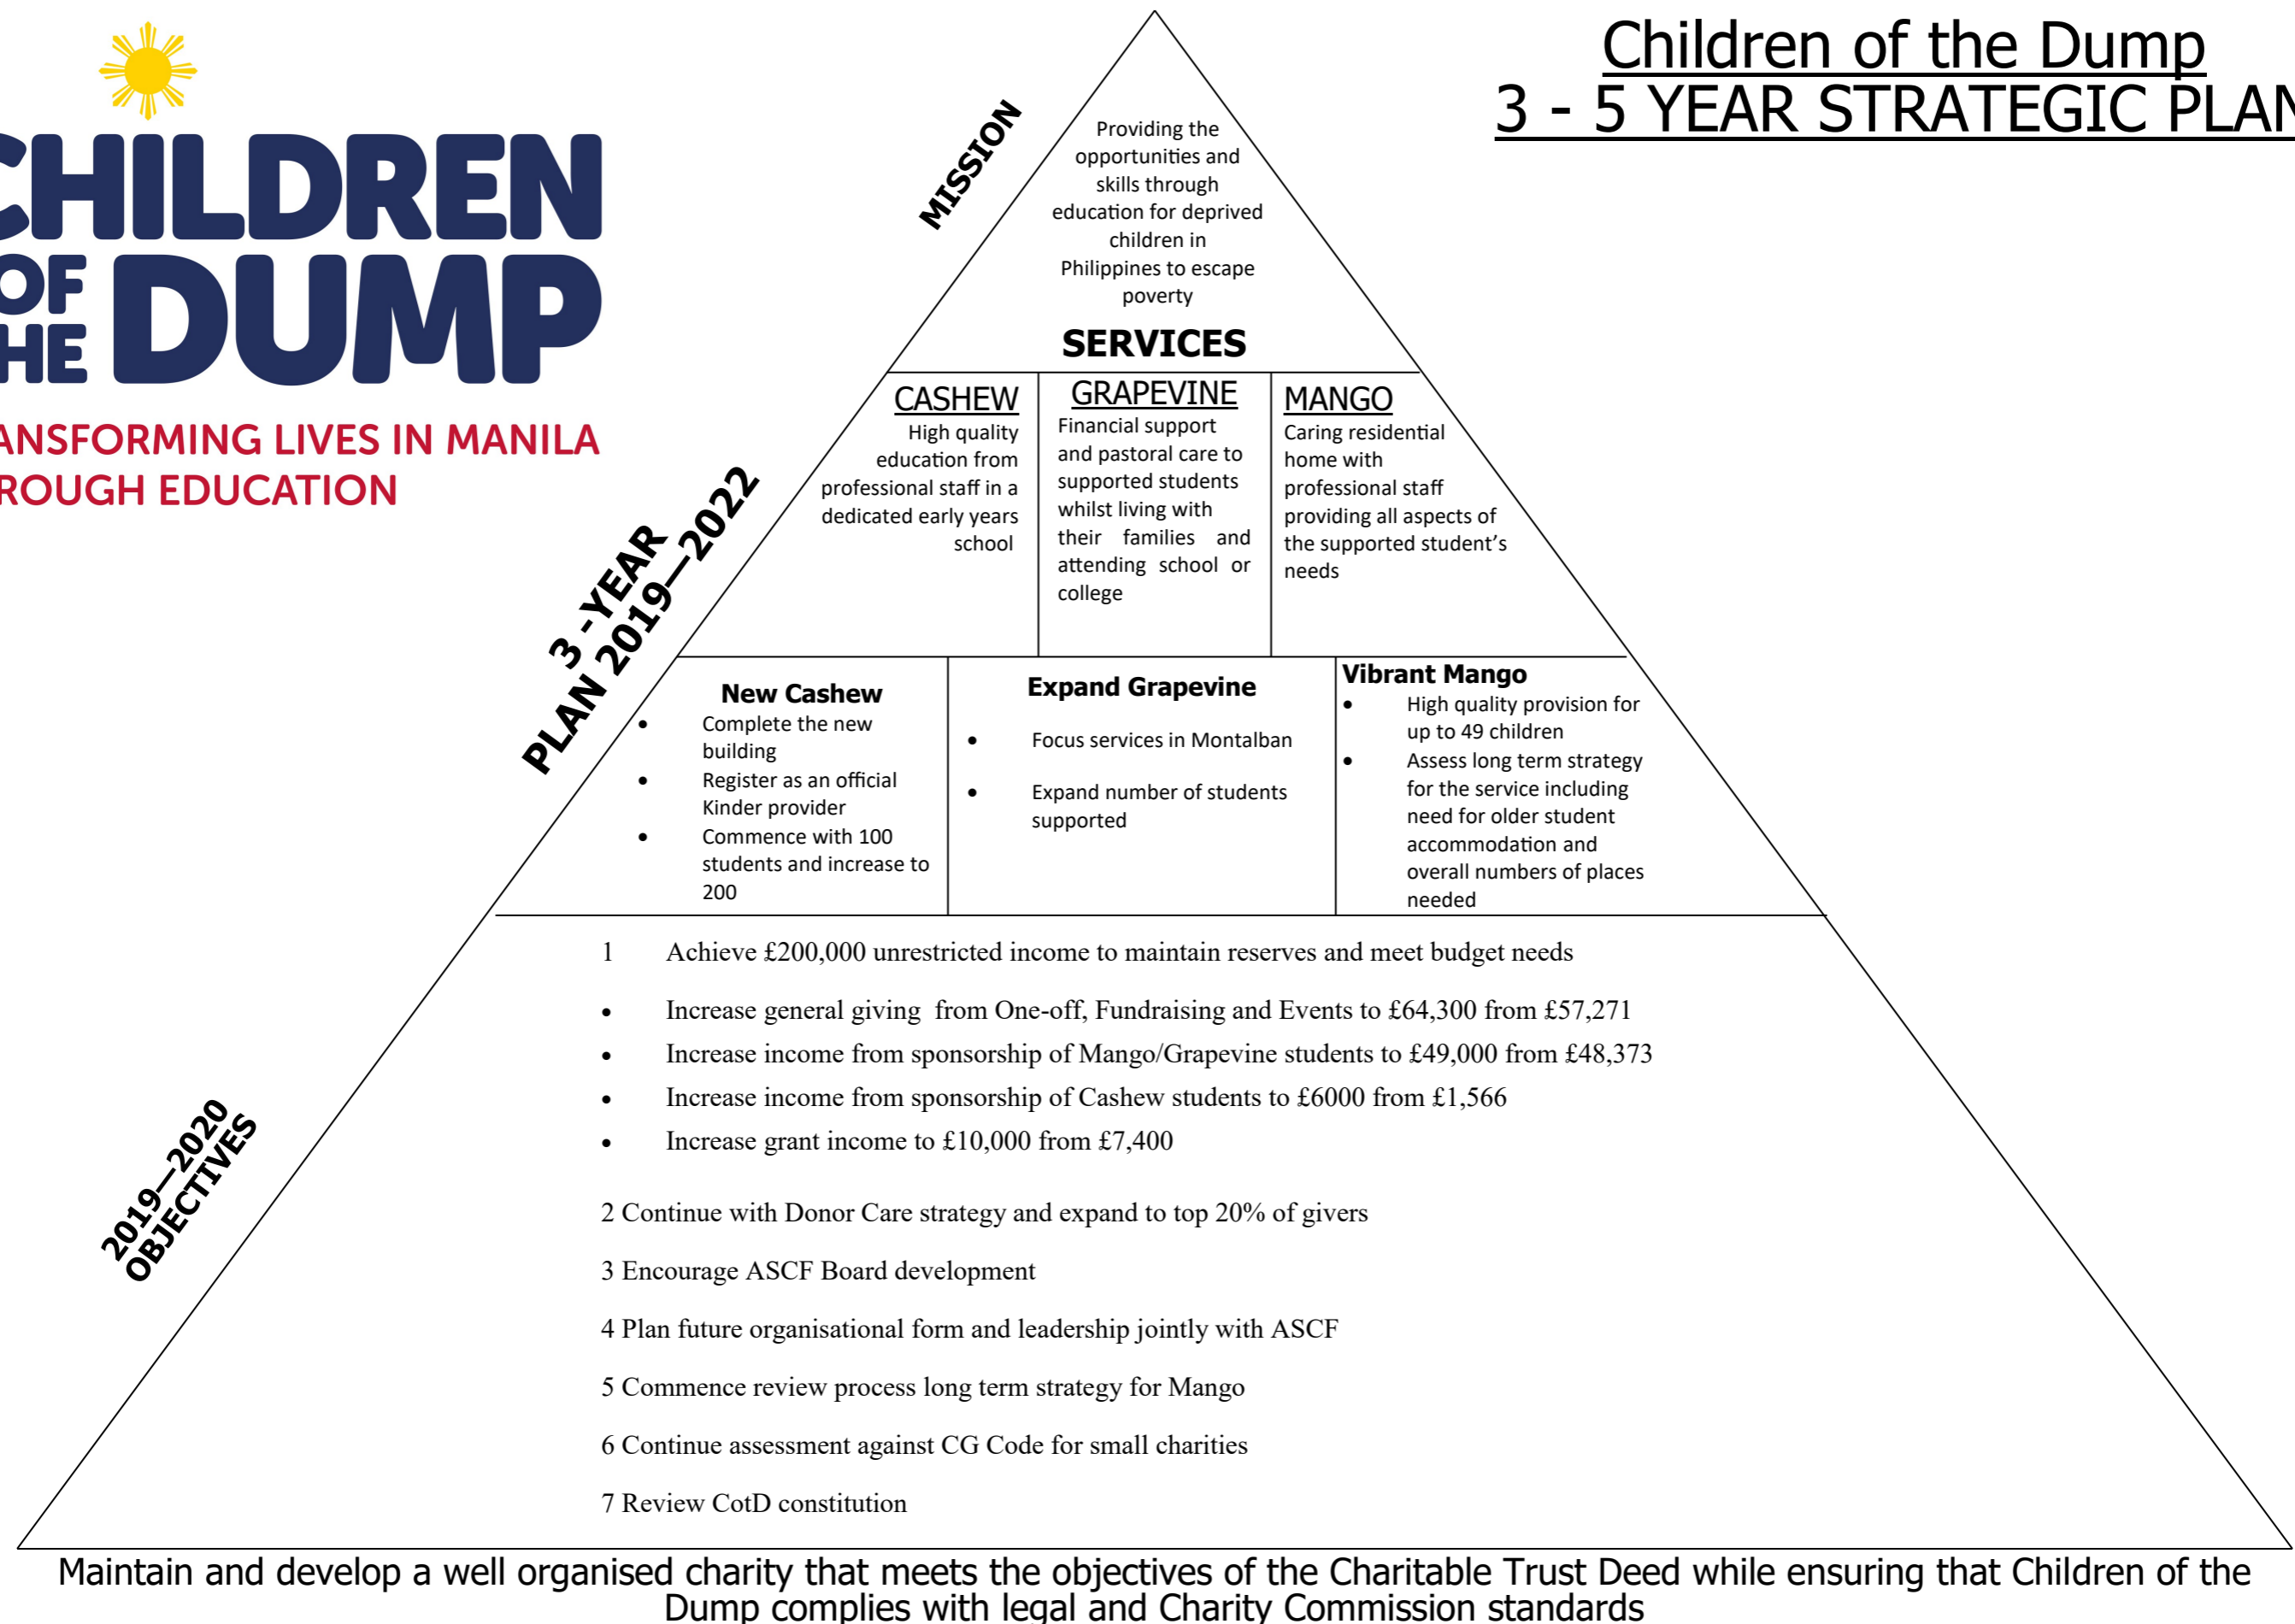 Children of the Dump
3 - 5 YEAR STRATEGIC PLAN
CHILDREN
OF
THE
DUMP
ANSFORMING LIVES IN MANILA
ROUGH EDUCATION
MISSION
Providing the
opportunities and
skills through
education for deprived
children in
Philippines to escape
poverty
SERVICES
CASHEW
High quality
education from
professional staff in a
dedicated early years
school
GRAPEVINE
Financial support
and pastoral care to
supported students
whilst living with
their families and
attending school or
college
MANGO
Caring residential
home with
professional staff
providing all aspects of
the supported student’s
needs
3 -YEAR
PLAN 2019—2022
New Cashew
• Complete the new
building
• Register as an official
Kinder provider
• Commence with 100
students and increase to
200
Expand Grapevine
• Focus services in Montalban
• Expand number of students
supported
Vibrant Mango
• High quality provision for
up to 49 children
• Assess long term strategy
for the service including
need for older student
accommodation and
overall numbers of places
needed
2019—2020
OBJECTIVES
1 Achieve £200,000 unrestricted income to maintain reserves and meet budget needs
• Increase general giving from One-off, Fundraising and Events to £64,300 from £57,271
• Increase income from sponsorship of Mango/Grapevine students to £49,000 from £48,373
• Increase income from sponsorship of Cashew students to £6000 from £1,566
• Increase grant income to £10,000 from £7,400
2 Continue with Donor Care strategy and expand to top 20% of givers
3 Encourage ASCF Board development
4 Plan future organisational form and leadership jointly with ASCF
5 Commence review process long term strategy for Mango
6 Continue assessment against CG Code for small charities
7 Review CotD constitution
Maintain and develop a well organised charity that meets the objectives of the Charitable Trust Deed while ensuring that Children of the
Dump complies with legal and Charity Commission standards